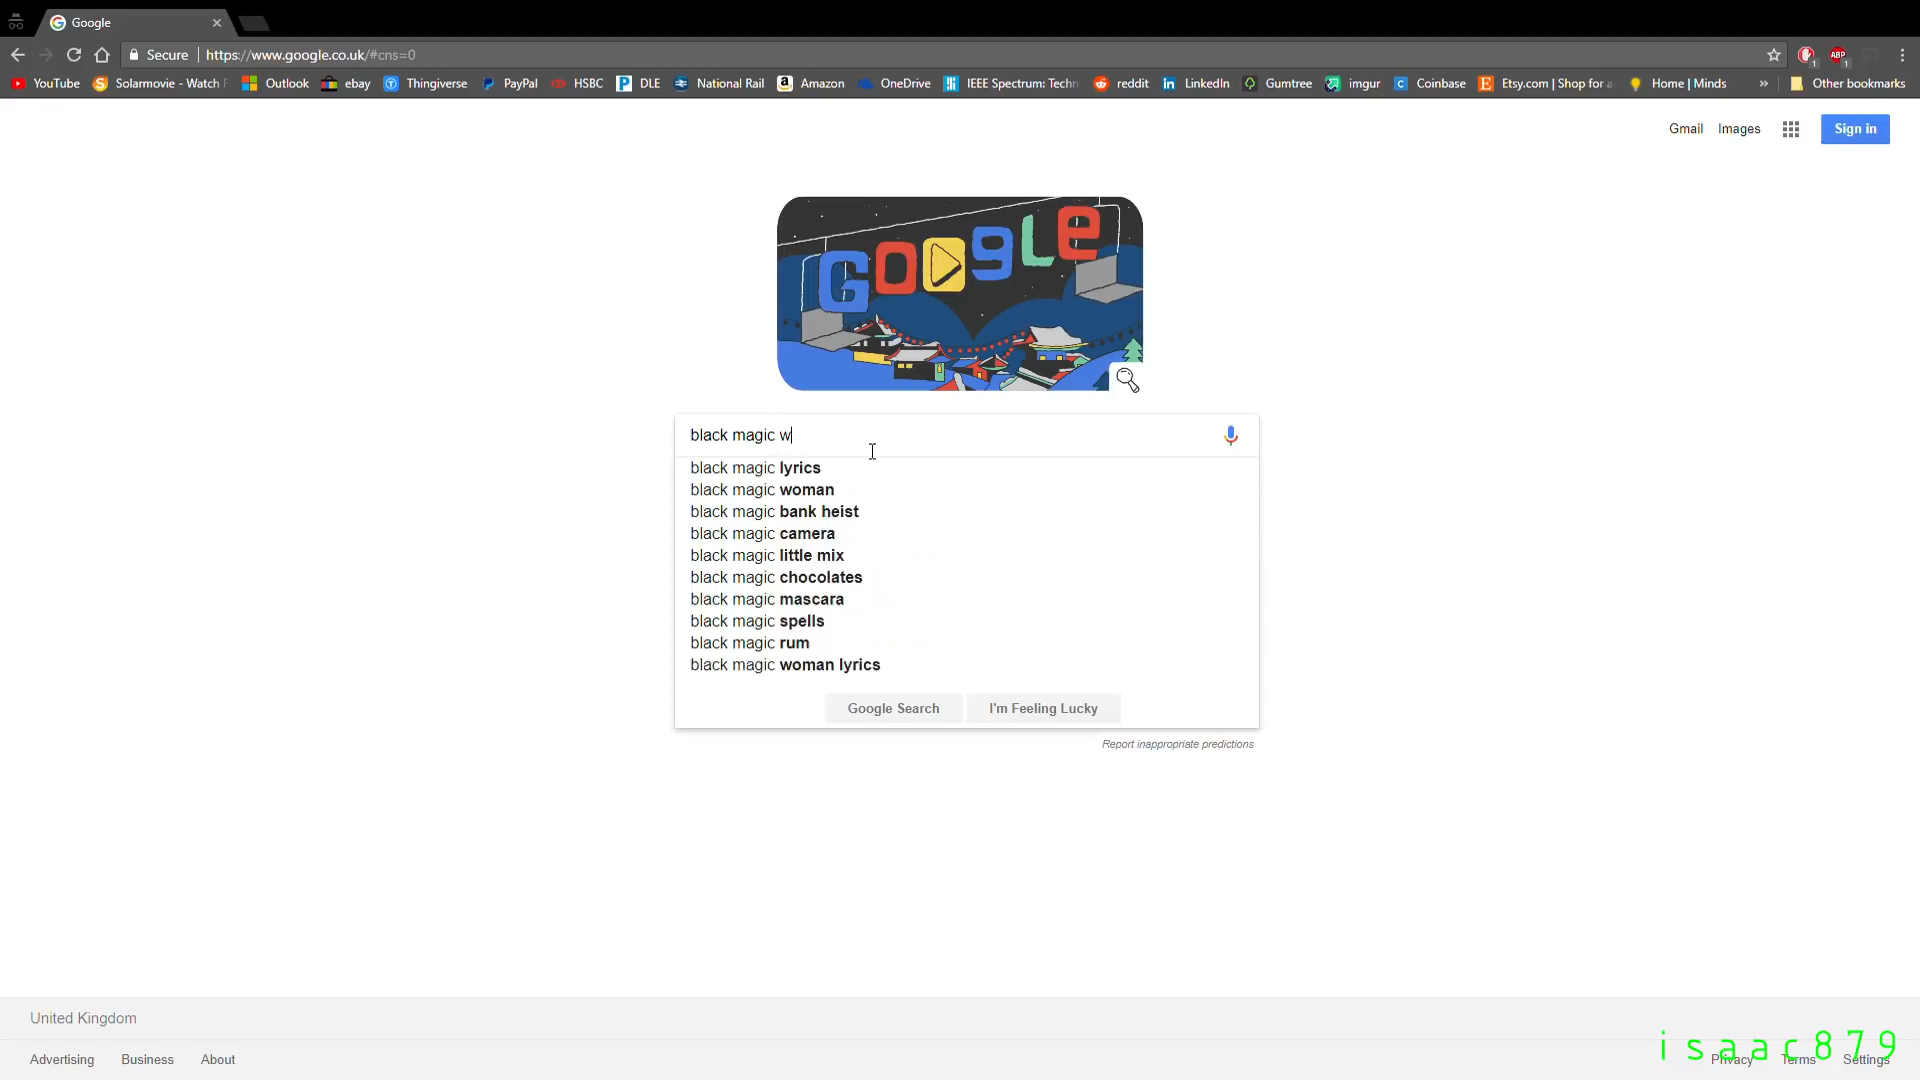 Google
Secure https://www.google.co.uk/#cns=0
YouTube Solarmovie - Watch Outlook ebay Thingiverse PayPal HSBC DLE National Rail Amazon OneDrive IEEE Spectrum: Techn reddit LinkedIn Gumtree imgur Coinbase Etsy.com | Shop for a Home | Minds » Other bookmarks
Gmail Images Sign in
GOOGLE
black magic w
black magic lyrics
black magic woman
black magic bank heist
black magic camera
black magic little mix
black magic chocolates
black magic mascara
black magic spells
black magic rum
black magic woman lyrics
Google Search I'm Feeling Lucky
Report inappropriate predictions
United Kingdom
isaac879
Advertising Business About Privacy Terms Settings